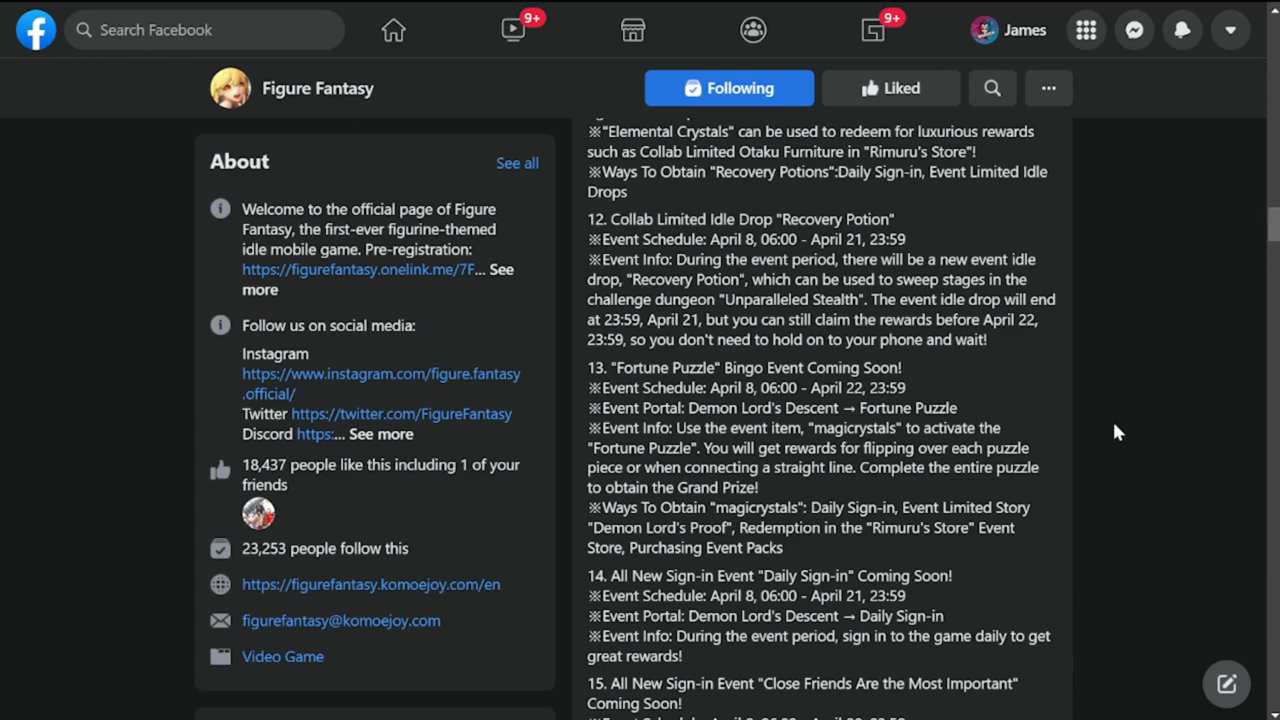 Search Facebook
9+
9+
James
Figure Fantasy
Following
Liked
About
See all
Welcome to the official page of Figure
Fantasy, the first-ever figurine-themed
idle mobile game. Pre-registration:
https://figurefantasy.onelink.me/7F... See
more
Follow us on social media:
Instagram
https://www.instagram.com/figure.fantasy
.official/
Twitter https://twitter.com/FigureFantasy
Discord https:... See more
18,437 people like this including 1 of your
friends
23,253 people follow this
https://figurefantasy.komoejoy.com/en
figurefantasy@komoejoy.com
Video Game
※"Elemental Crystals" can be used to redeem for luxurious rewards
such as Collab Limited Otaku Furniture in "Rimuru's Store"!
※Ways To Obtain "Recovery Potions":Daily Sign-in, Event Limited Idle
Drops
12. Collab Limited Idle Drop "Recovery Potion"
※Event Schedule: April 8, 06:00 - April 21, 23:59
※Event Info: During the event period, there will be a new event idle
drop, "Recovery Potion", which can be used to sweep stages in the
challenge dungeon "Unparalleled Stealth". The event idle drop will end
at 23:59, April 21, but you can still claim the rewards before April 22,
23:59, so you don't need to hold on to your phone and wait!
13. "Fortune Puzzle" Bingo Event Coming Soon!
※Event Schedule: April 8, 06:00 - April 22, 23:59
※Event Portal: Demon Lord's Descent → Fortune Puzzle
※Event Info: Use the event item, "magicrystals" to activate the
"Fortune Puzzle". You will get rewards for flipping over each puzzle
piece or when connecting a straight line. Complete the entire puzzle
to obtain the Grand Prize!
※Ways To Obtain "magicrystals": Daily Sign-in, Event Limited Story
"Demon Lord's Proof", Redemption in the "Rimuru's Store" Event
Store, Purchasing Event Packs
14. All New Sign-in Event "Daily Sign-in" Coming Soon!
※Event Schedule: April 8, 06:00 - April 21, 23:59
※Event Portal: Demon Lord's Descent → Daily Sign-in
※Event Info: During the event period, sign in to the game daily to get
great rewards!
15. All New Sign-in Event "Close Friends Are the Most Important"
Coming Soon!